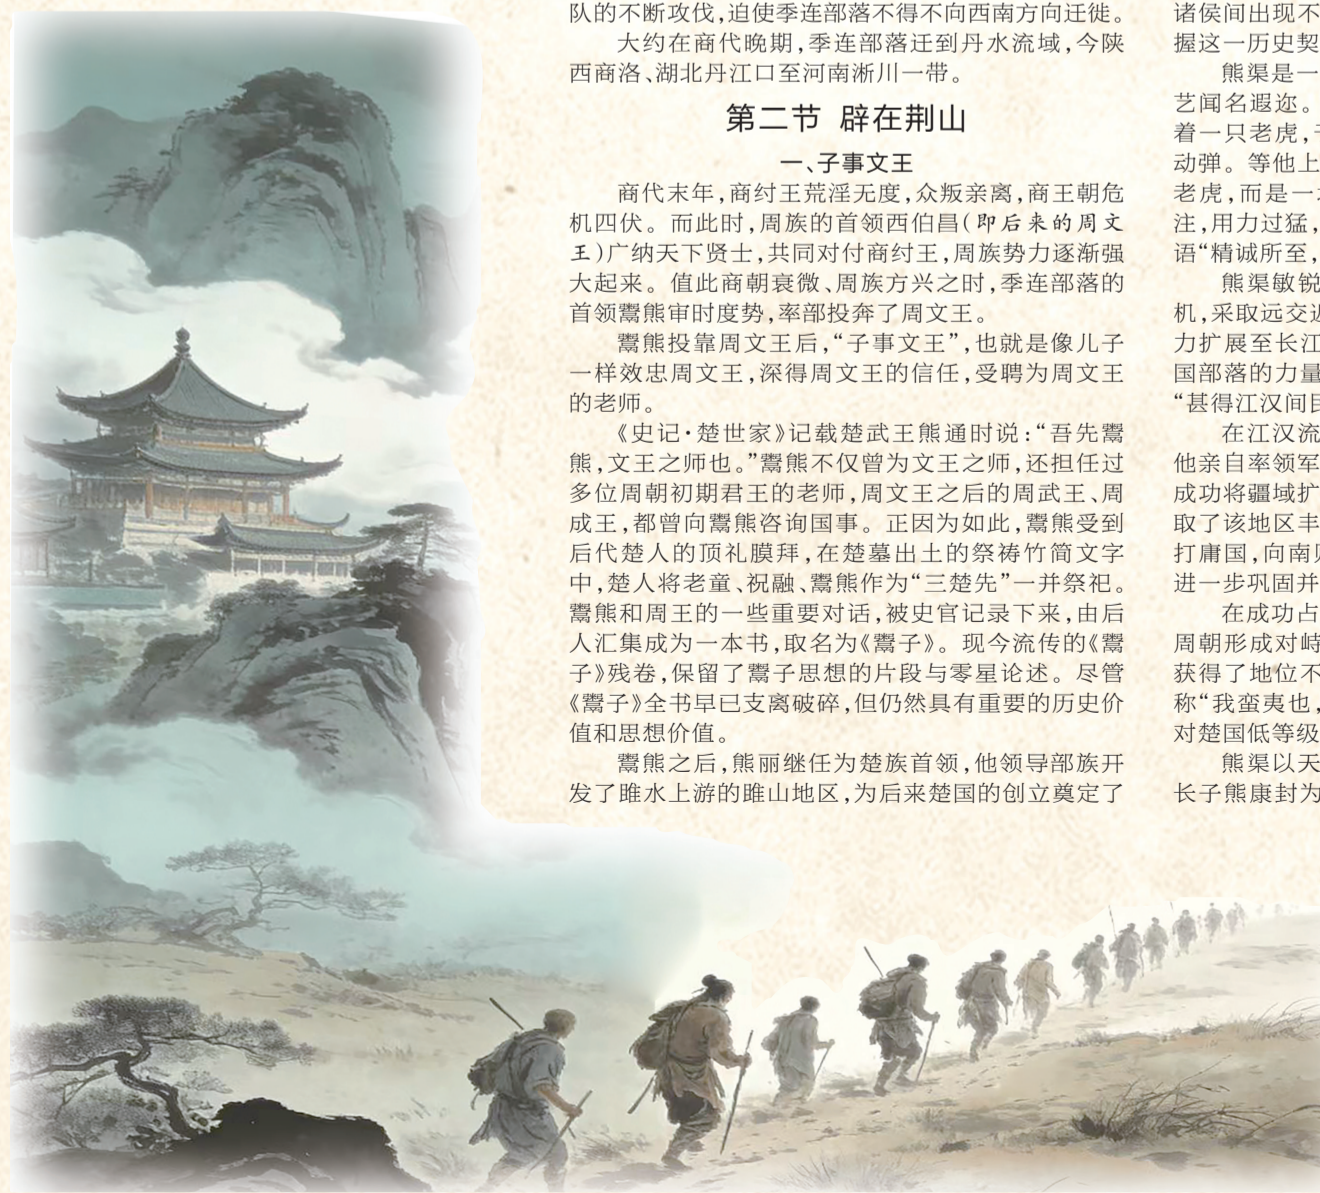 队的不断攻伐，迫使季连部落不得不向西南方向迁徙。
大约在商代晚期，季连部落迁到丹水流域，今陕
西商洛、湖北丹江口至河南淅川一带。
第二节 辟在荆山
一、子事文王
商代末年，商纣王荒淫无度，众叛亲离，商王朝危
机四伏。而此时，周族的首领西伯昌（即后来的周文
王）广纳天下贤士，共同对付商纣王，周族势力逐渐强
大起来。值此商朝衰微、周族方兴之时，季连部落的
首领鬻熊审时度势，率部投奔了周文王。
鬻熊投靠周文王后，“子事文王”，也就是像儿子
一样效忠周文王，深得周文王的信任，受聘为周文王
的老师。
《史记·楚世家》记载楚武王熊通时说：“吾先鬻
熊，文王之师也。”鬻熊不仅曾为文王之师，还担任过
多位周朝初期君王的老师，周文王之后的周武王、周
成王，都曾向鬻熊咨询国事。正因为如此，鬻熊受到
后代楚人的顶礼膜拜，在楚墓出土的祭祷竹简文字
中，楚人将老童、祝融、鬻熊作为“三楚先”一并祭祀。
鬻熊和周王的一些重要对话，被史官记录下来，由后
人汇集成为一本书，取名为《鬻子》。现今流传的《鬻
子》残卷，保留了鬻子思想的片段与零星论述。尽管
《鬻子》全书早已支离破碎，但仍然具有重要的历史价
值和思想价值。
鬻熊之后，熊丽继任为楚族首领，他领导部族开
发了雎水上游的雎山地区，为后来楚国的创立奠定了
诸侯间出现不
握这一历史契
熊渠是一
艺闻名遐迩。
着一只老虎，
动弹。等他上
老虎，而是一
注，用力过猛，
语“精诚所至，
熊渠敏锐
机，采取远交近
力扩展至长江
国部落的力量
“甚得江汉间民
在江汉流
他亲自率领军
成功将疆域扩
取了该地区丰
打庸国，向南
进一步巩固并
在成功占
周朝形成对峙
获得了地位不
称“我蛮夷也，
对楚国低等级
熊渠以天
长子熊康封为